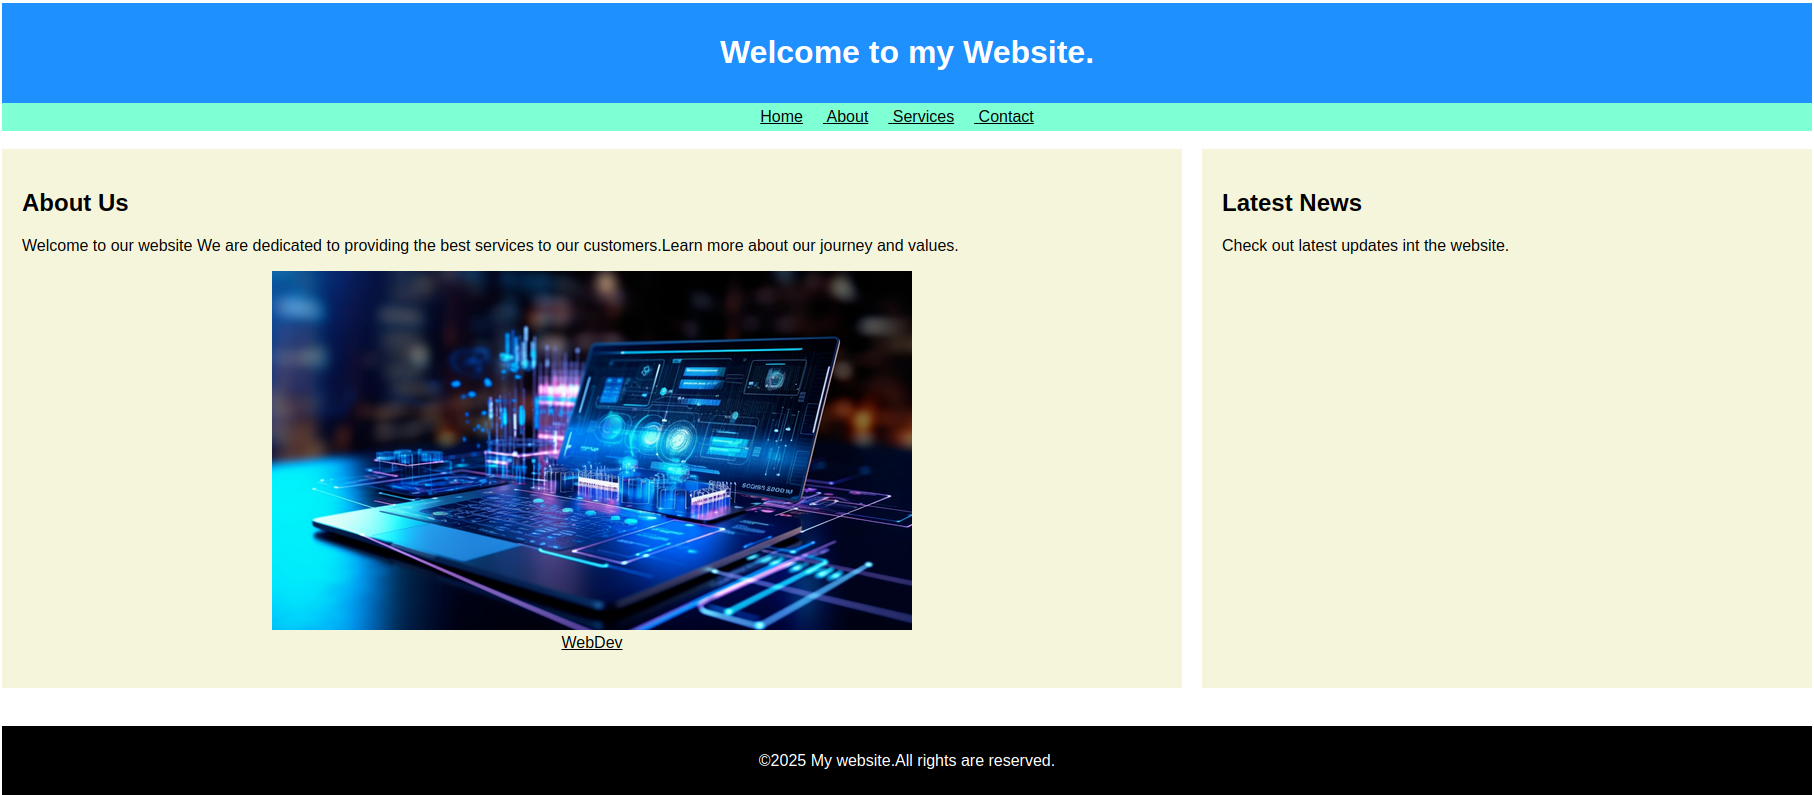 Welcome to my Website.
Home About Services Contact
About Us
Welcome to our website We are dedicated to providing the best services to our customers.Learn more about our journey and values.
WebDev
Latest News
Check out latest updates int the website.
©2025 My website.All rights are reserved.